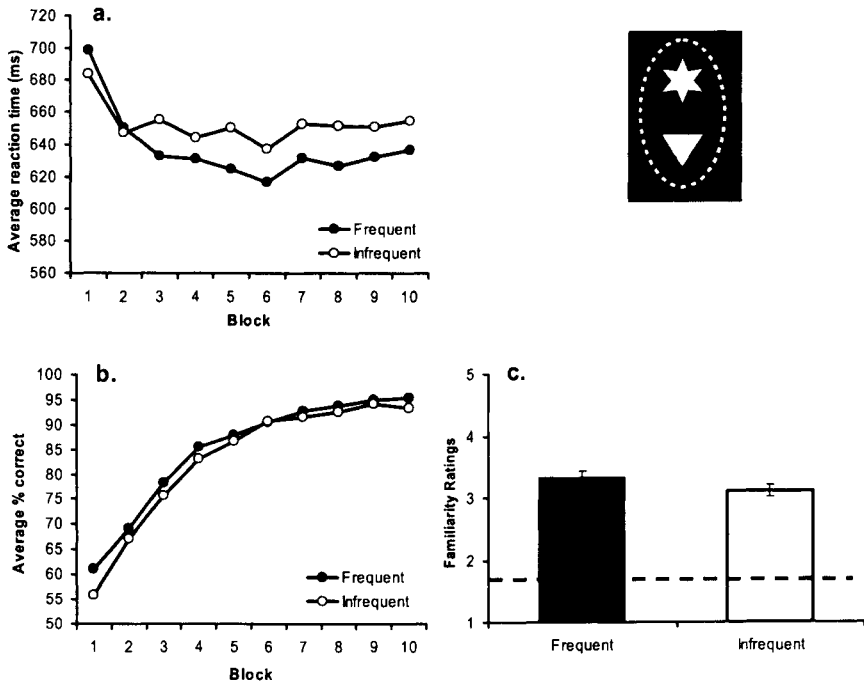 a.
Average reaction time (ms)
720
700
680
660
640
620
600
580
560
Frequent
Infrequent
1 2 3 4 5 6 7 8 9 10
Block
b.
Average % correct
100
95
90
85
80
75
70
65
60
55
50
Frequent
Infrequent
1 2 3 4 5 6 7 8 9 10
Block
c.
Familiarity Ratings
5
4
3
2
1
Frequent Infrequent